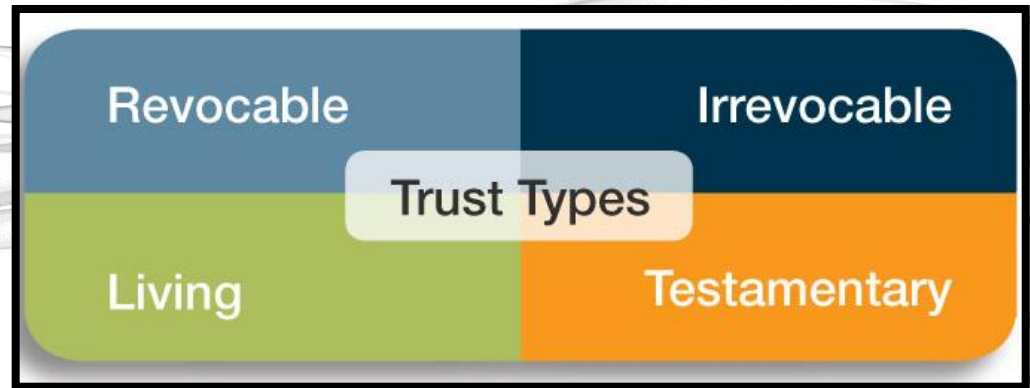 Revocable
Irrevocable
Trust Types
Living
Testamentary